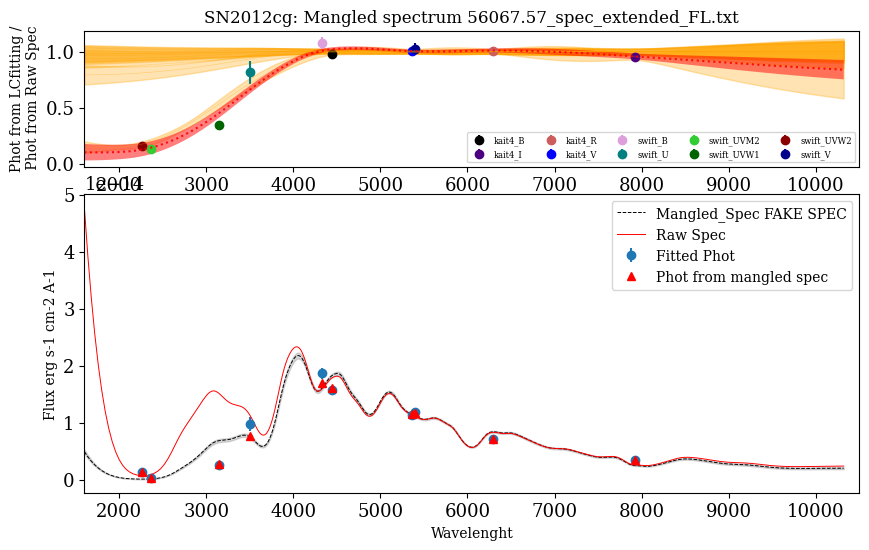 SN2012cg: Mangled spectrum 56067.57_spec_extended_FL.txt
Phot from LCfitting /
Phot from Raw Spec
1.0
0.5
0.0
kait4_B kait4_R swift_B swift_UVM2 swift_UVW2
kait4_I kait4_V swift_U swift_UVW1 swift_V
2000 3000 4000 5000 6000 7000 8000 9000 10000
1e−14
Flux erg s-1 cm-2 A-1
5
4
3
2
1
0
Mangled_Spec FAKE SPEC
Raw Spec
Fitted Phot
Phot from mangled spec
2000 3000 4000 5000 6000 7000 8000 9000 10000
Wavelenght